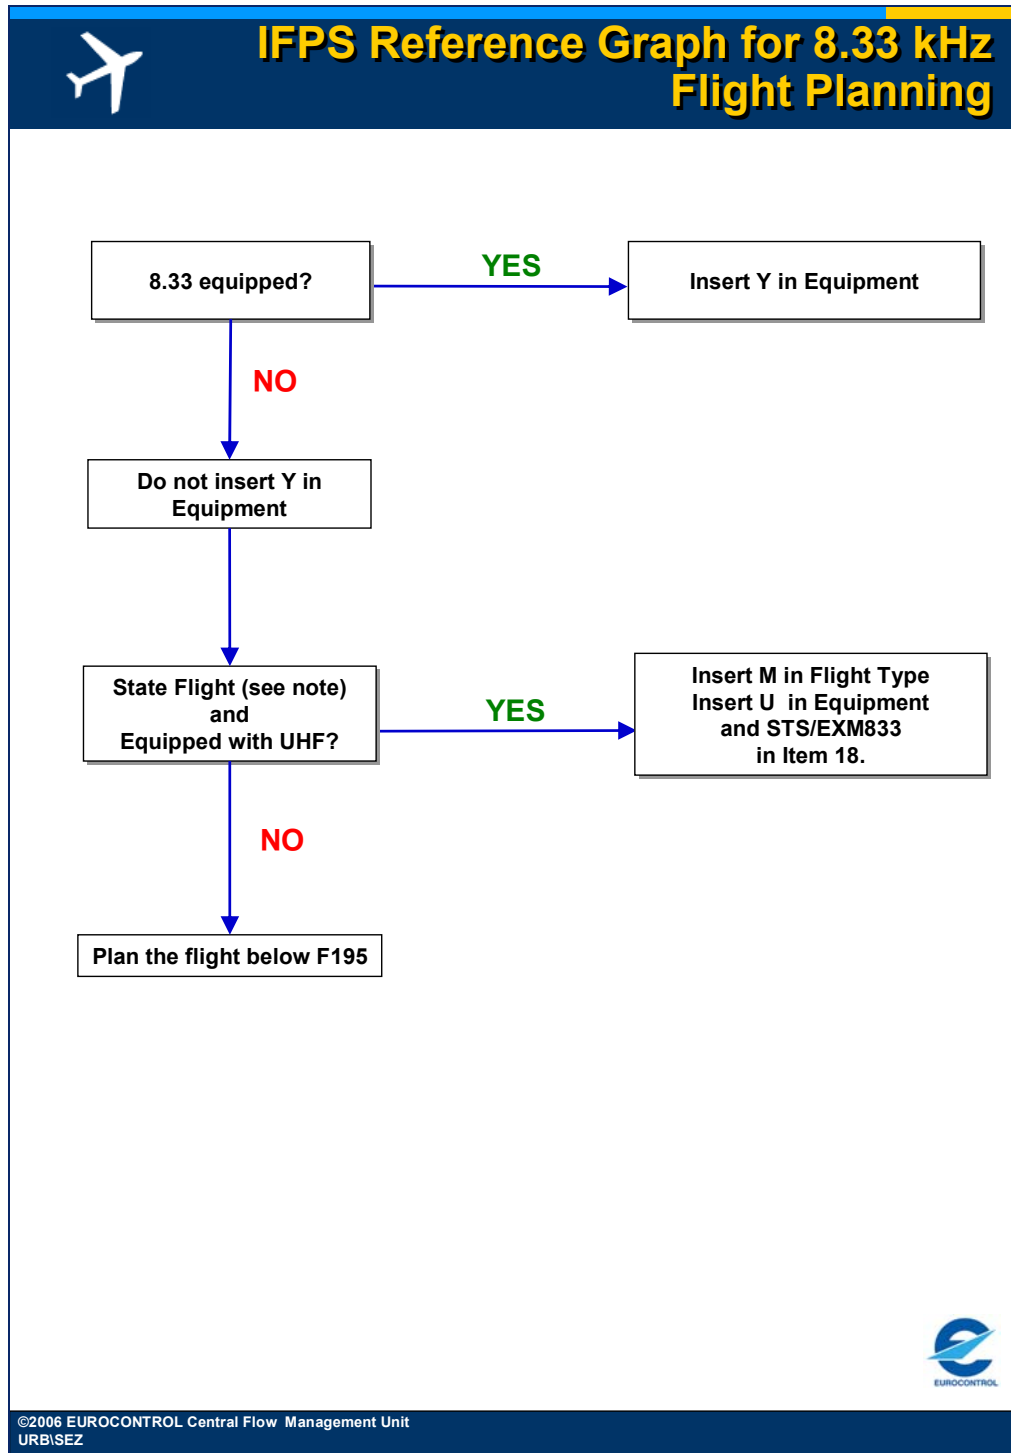 IFPS Reference Graph for 8.33 kHz
Flight Planning
8.33 equipped?
YES
Insert Y in Equipment
NO
Do not insert Y in
Equipment
State Flight (see note)
and
Equipped with UHF?
YES
Insert M in Flight Type
Insert U in Equipment
and STS/EXM833
in Item 18.
NO
Plan the flight below F195
EUROCONTROL
©2006 EUROCONTROL Central Flow Management Unit
URB\SEZ